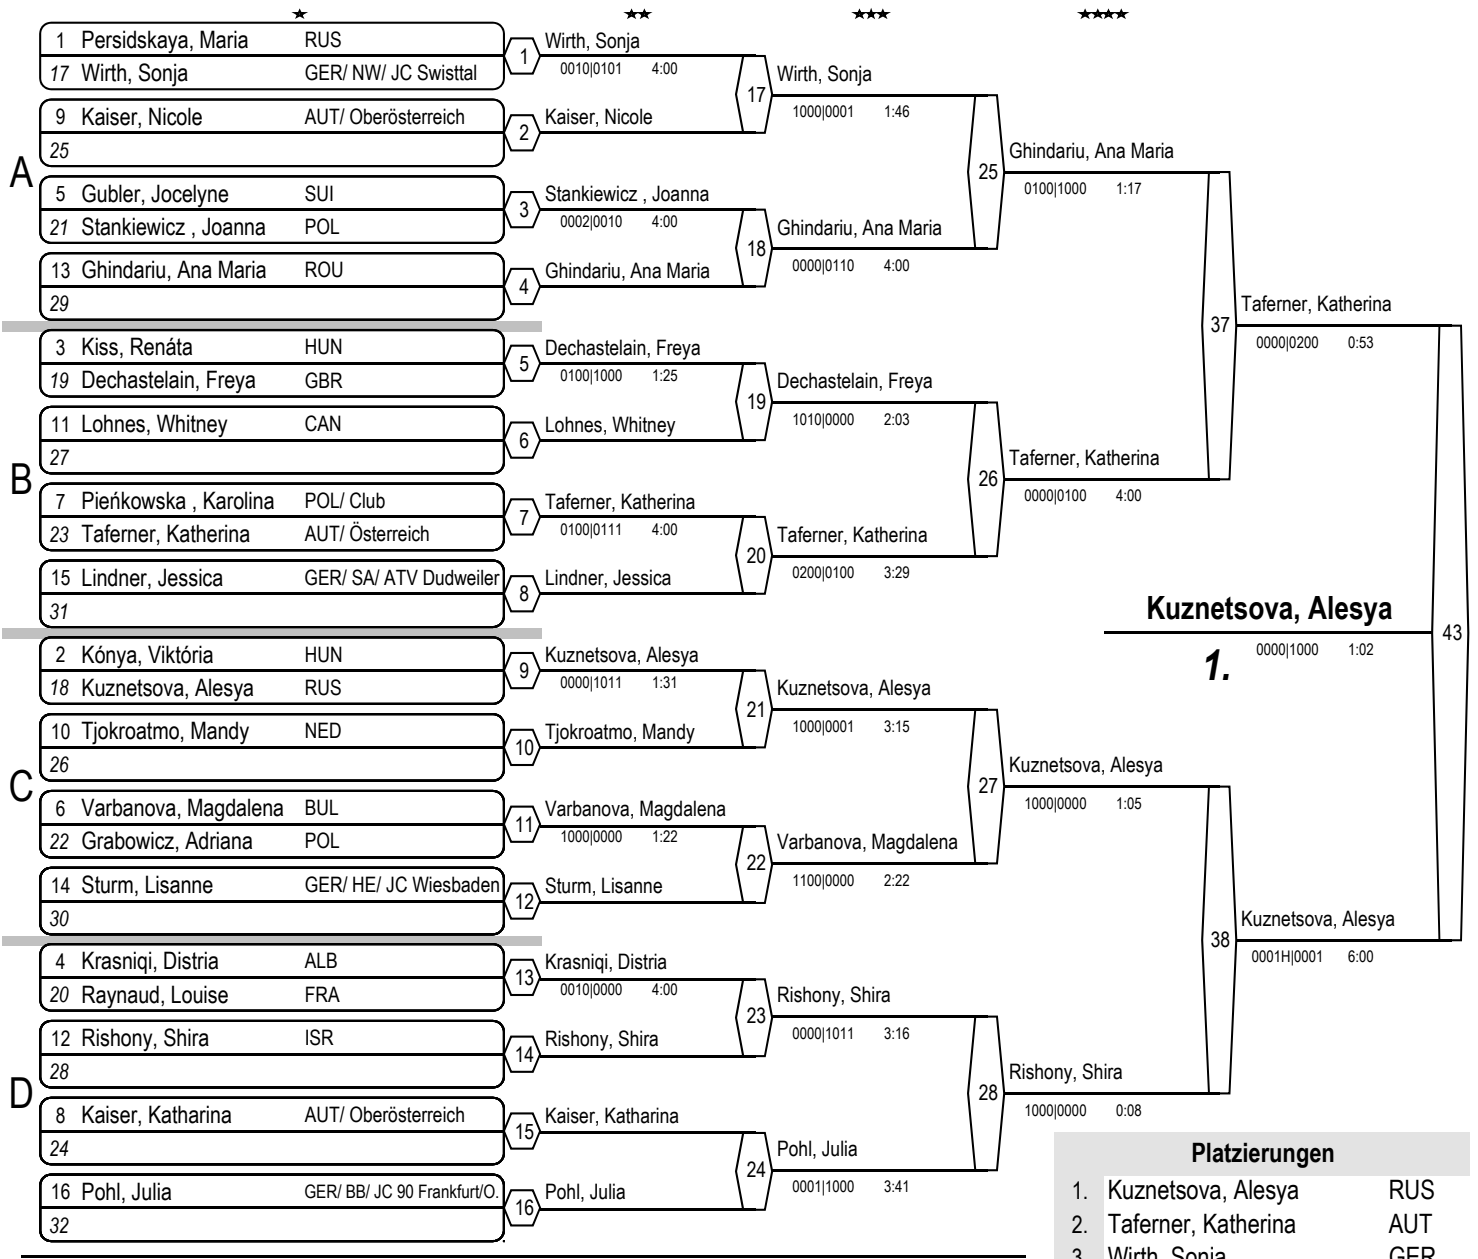 ★ ★★ ★★★ ★★★★
A
1 Persidskaya, Maria RUS
17 Wirth, Sonja GER/ NW/ JC Swisttal
9 Kaiser, Nicole AUT/ Oberösterreich
25
5 Gubler, Jocelyne SUI
21 Stankiewicz , Joanna POL
13 Ghindariu, Ana Maria ROU
29
B
3 Kiss, Renáta HUN
19 Dechastelain, Freya GBR
11 Lohnes, Whitney CAN
27
7 Pieńkowska , Karolina POL/ Club
23 Taferner, Katherina AUT/ Österreich
15 Lindner, Jessica GER/ SA/ ATV Dudweiler
31
C
2 Kónya, Viktória HUN
18 Kuznetsova, Alesya RUS
10 Tjokroatmo, Mandy NED
26
6 Varbanova, Magdalena BUL
22 Grabowicz, Adriana POL
14 Sturm, Lisanne GER/ HE/ JC Wiesbaden
30
D
4 Krasniqi, Distria ALB
20 Raynaud, Louise FRA
12 Rishony, Shira ISR
28
8 Kaiser, Katharina AUT/ Oberösterreich
24
16 Pohl, Julia GER/ BB/ JC 90 Frankfurt/O.
32
1 Wirth, Sonja
0010|0101 4:00
2 Kaiser, Nicole
3 Stankiewicz , Joanna
0002|0010 4:00
4 Ghindariu, Ana Maria
5 Dechastelain, Freya
0100|1000 1:25
6 Lohnes, Whitney
7 Taferner, Katherina
0100|0111 4:00
8 Lindner, Jessica
9 Kuznetsova, Alesya
0000|1011 1:31
10 Tjokroatmo, Mandy
11 Varbanova, Magdalena
1000|0000 1:22
12 Sturm, Lisanne
13 Krasniqi, Distria
0010|0000 4:00
14 Rishony, Shira
15 Kaiser, Katharina
16 Pohl, Julia
17 Wirth, Sonja
1000|0001 1:46
18 Ghindariu, Ana Maria
0000|0110 4:00
19 Dechastelain, Freya
1010|0000 2:03
20 Taferner, Katherina
0200|0100 3:29
21 Kuznetsova, Alesya
1000|0001 3:15
22 Varbanova, Magdalena
1100|0000 2:22
23 Rishony, Shira
0000|1011 3:16
24 Pohl, Julia
0001|1000 3:41
25 Ghindariu, Ana Maria
0100|1000 1:17
26 Taferner, Katherina
0000|0100 4:00
27 Kuznetsova, Alesya
1000|0000 1:05
28 Rishony, Shira
1000|0000 0:08
37 Taferner, Katherina
0000|0200 0:53
38 Kuznetsova, Alesya
0001H|0001 6:00
Kuznetsova, Alesya 43
1. 0000|1000 1:02
Platzierungen
1. Kuznetsova, Alesya RUS
2. Taferner, Katherina AUT
3. Wirth, Sonja GER